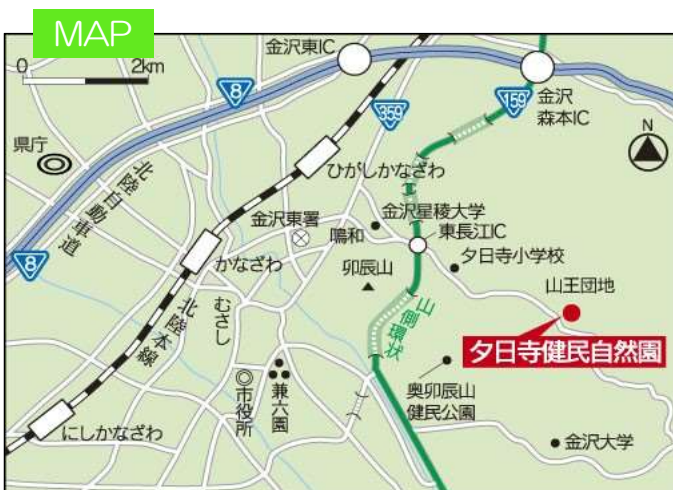 MAP
0 2km
金沢東IC
8
359
159
金沢
森本IC
N
県庁
北陸自動車道
ひがしかなざわ
金沢星稜大学
金沢東署
鳴和
東長江IC
夕日寺小学校
8
かなざわ
卯辰山
山王団地
北陸本線
むさし
山側環状
夕日寺健民自然園
市役所
兼六園
奥卯辰山
健民公園
にしかなざわ
金沢大学